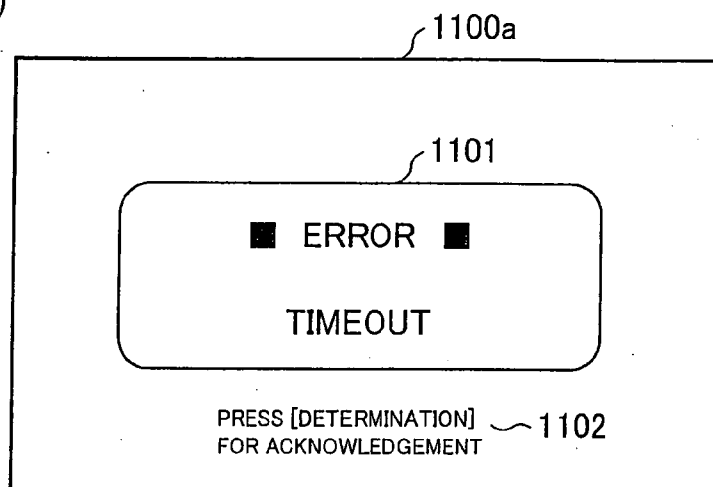 )
1100a
1101
■ ERROR ■
TIMEOUT
PRESS [DETERMINATION]
FOR ACKNOWLEDGEMENT
1102